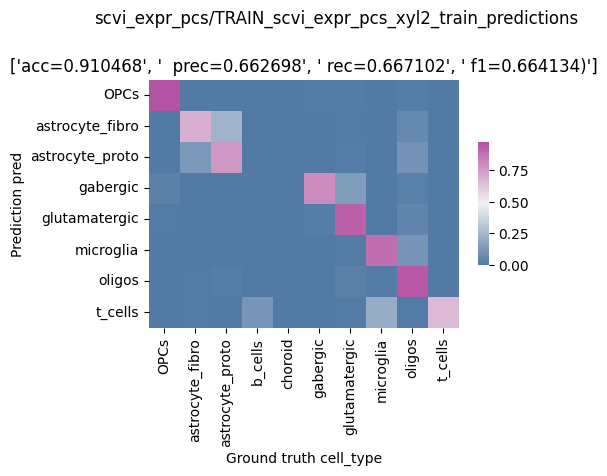 scvi_expr_pcs/TRAIN_scvi_expr_pcs_xyl2_train_predictions
['acc=0.910468', '  prec=0.662698', ' rec=0.667102', ' f1=0.664134)']
OPCs
astrocyte_fibro
astrocyte_proto
gabergic
glutamatergic
microglia
oligos
t_cells
Prediction pred
0.75
0.50
0.25
0.00
OPCs
astrocyte_fibro
astrocyte_proto
b_cells
choroid
gabergic
glutamatergic
microglia
oligos
t_cells
Ground truth cell_type